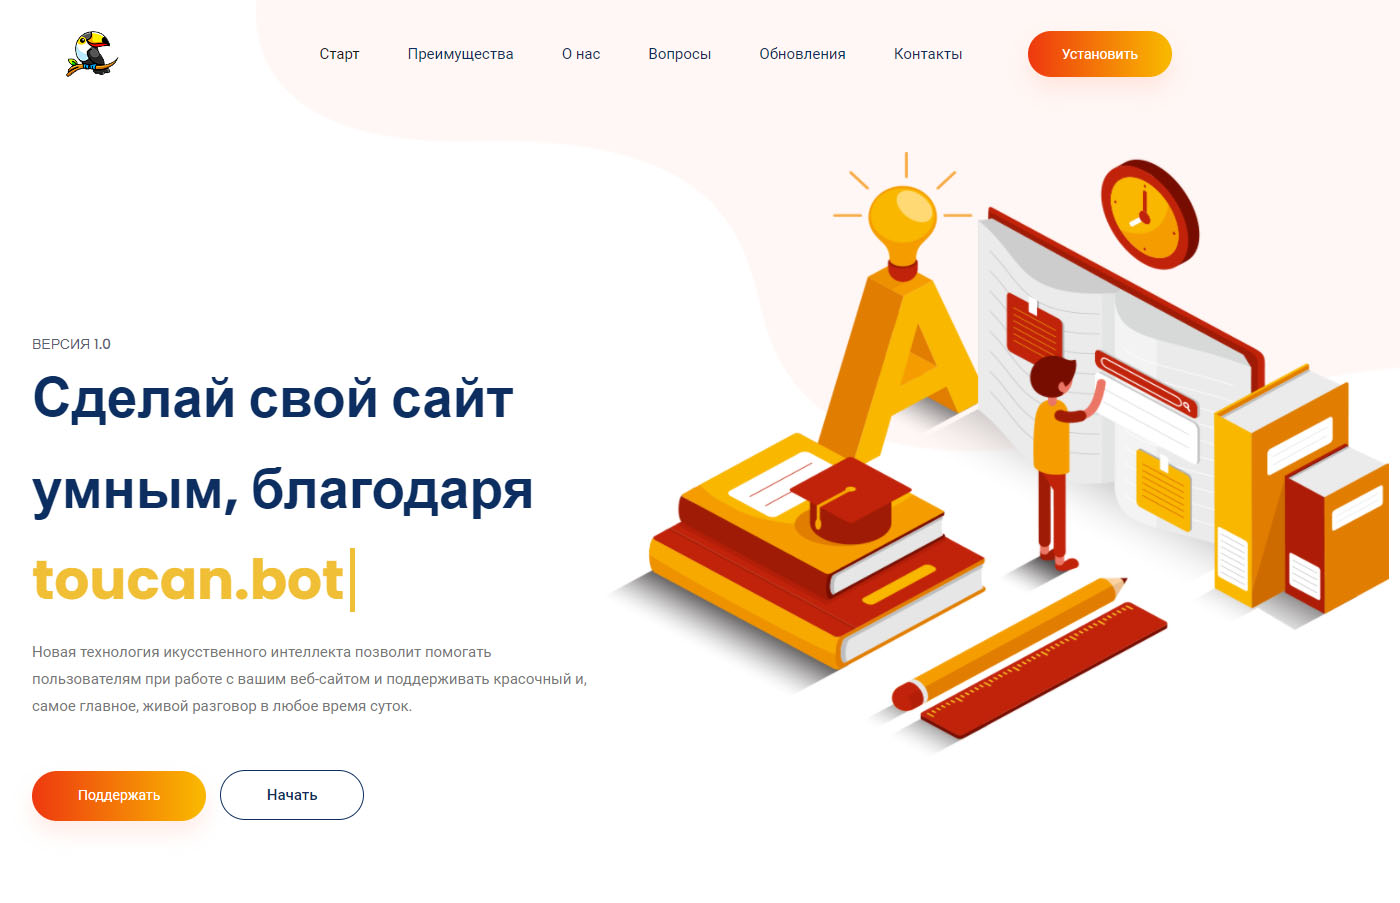 Старт Преимущества О нас Вопросы Обновления Контакты Установить
ВЕРСИЯ 1.0
Сделай свой сайт
умным, благодаря
toucan.bot|
Новая технология икусственного интеллекта позволит помогать
пользователям при работе с вашим веб-сайтом и поддерживать красочный и,
самое главное, живой разговор в любое время суток.
Поддержать Начать